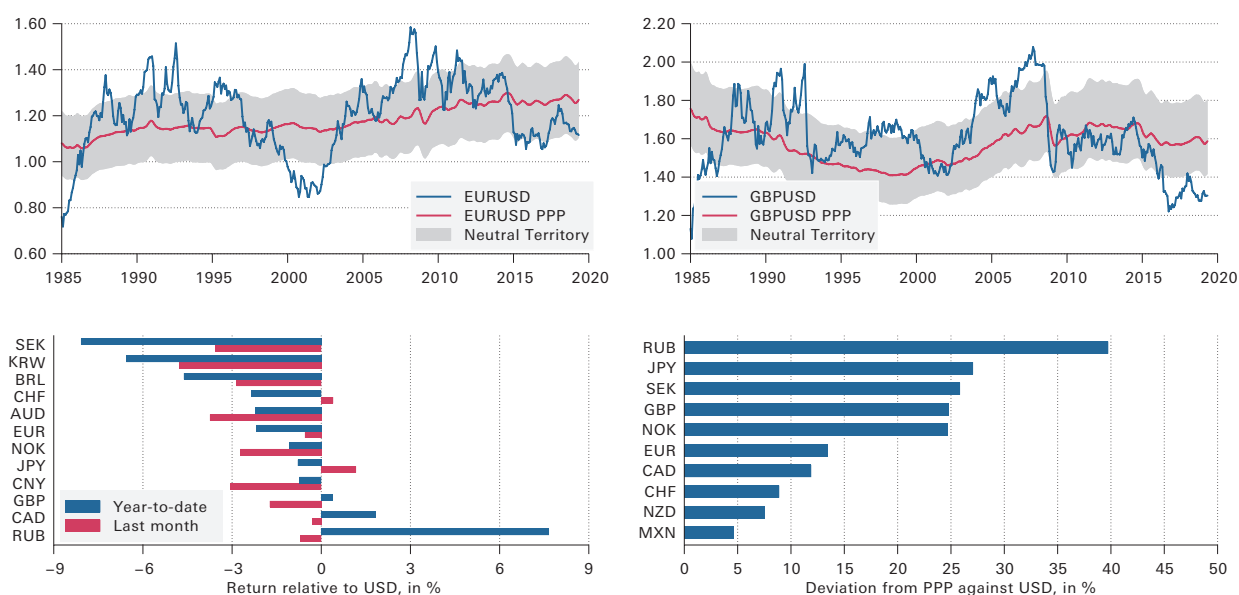 1.60
1.40
1.20
1.00
0.80
0.60
EURUSD
EURUSD PPP
Neutral Territory
1985 1990 1995 2000 2005 2010 2015 2020
2.20
2.00
1.80
1.60
1.40
1.20
1.00
GBPUSD
GBPUSD PPP
Neutral Territory
1985 1990 1995 2000 2005 2010 2015 2020
SEK
KRW
BRL
CHF
AUD
EUR
NOK
JPY
CNY
GBP
CAD
RUB
Year-to-date
Last month
−9 −6 −3 0 3 6 9
Return relative to USD, in %
RUB
JPY
SEK
GBP
NOK
EUR
CAD
CHF
NZD
MXN
0 5 10 15 20 25 30 35 40 45 50
Deviation from PPP against USD, in %